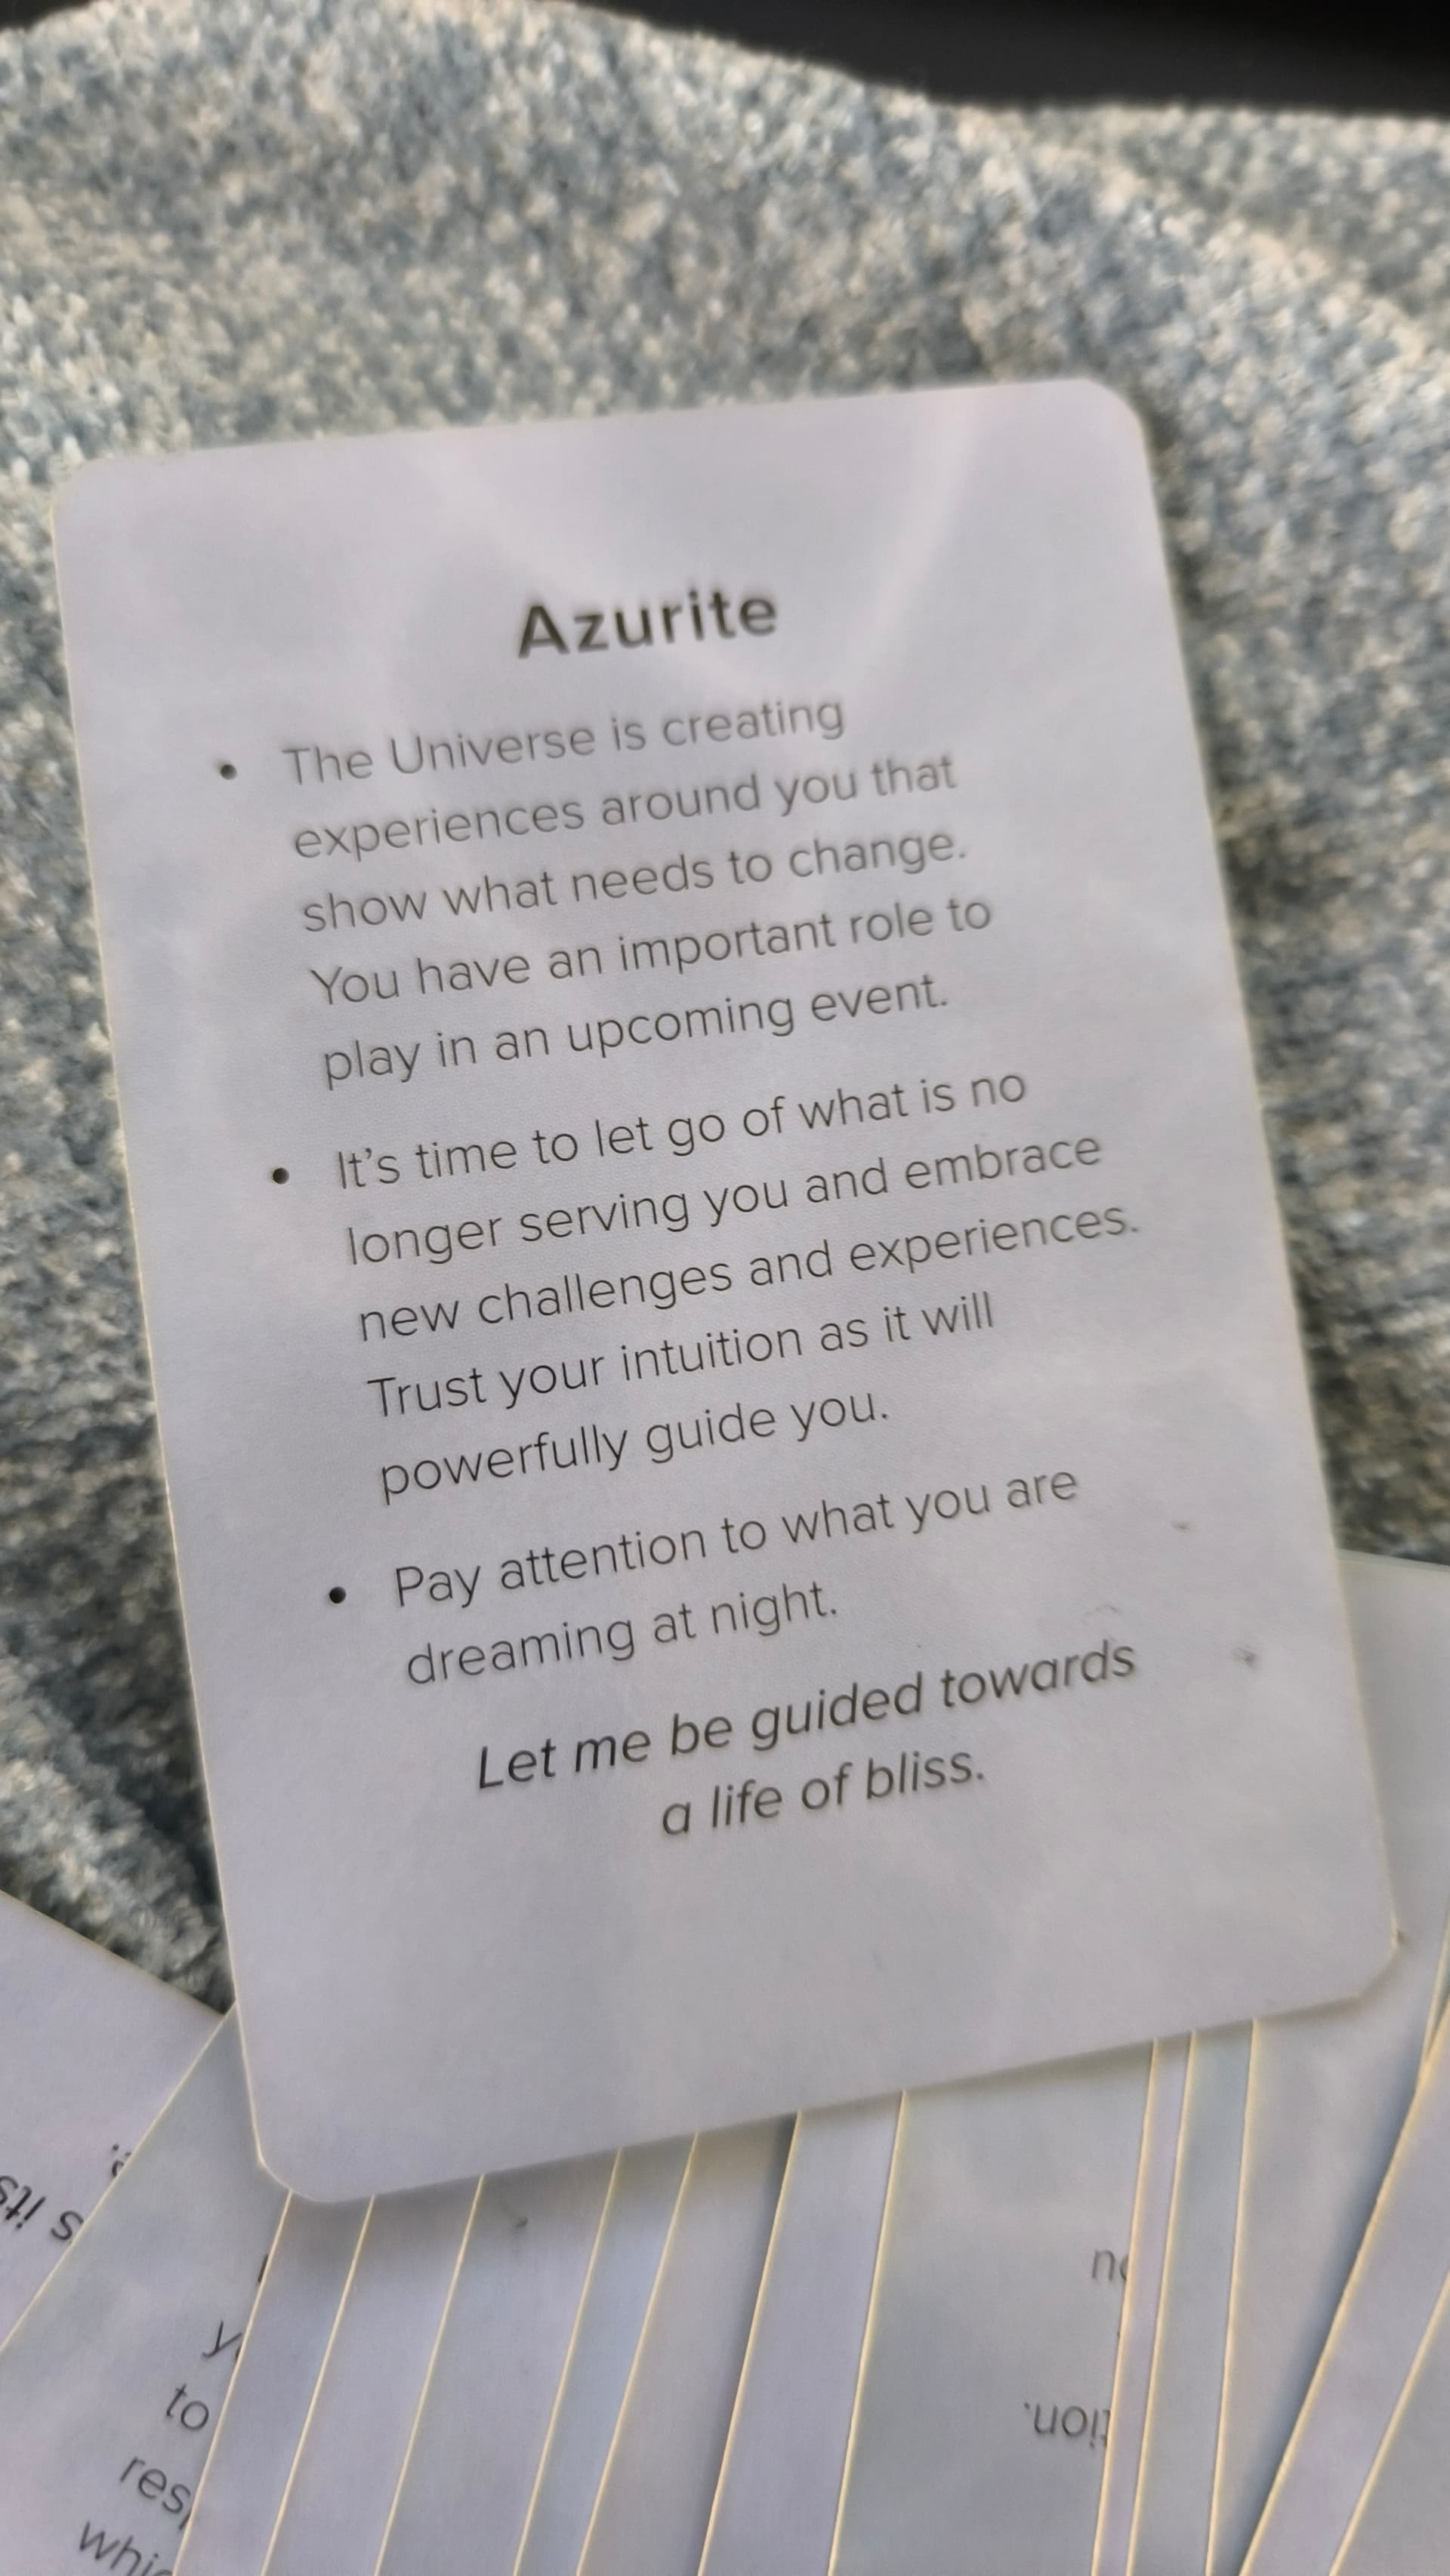 Azurite
• The Universe is creating
experiences around you that
show what needs to change.
You have an important role to
play in an upcoming event.
• It's time to let go of what is no
longer serving you and embrace
new challenges and experiences.
Trust your intuition as it will
powerfully guide you.
• Pay attention to what you are
dreaming at night.
Let me be guided towards
a life of bliss.
to